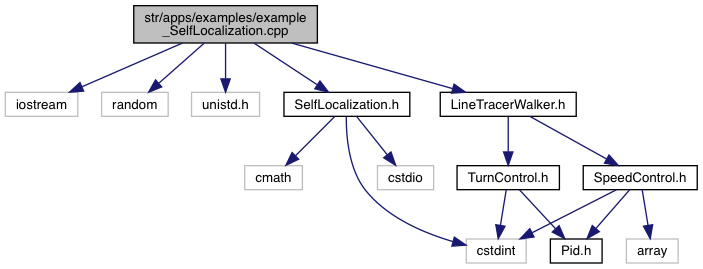 str/apps/examples/example
_SelfLocalization.cpp
iostream
random
unistd.h
SelfLocalization.h
LineTracerWalker.h
cmath
cstdio
TurnControl.h
SpeedControl.h
cstdint
Pid.h
array